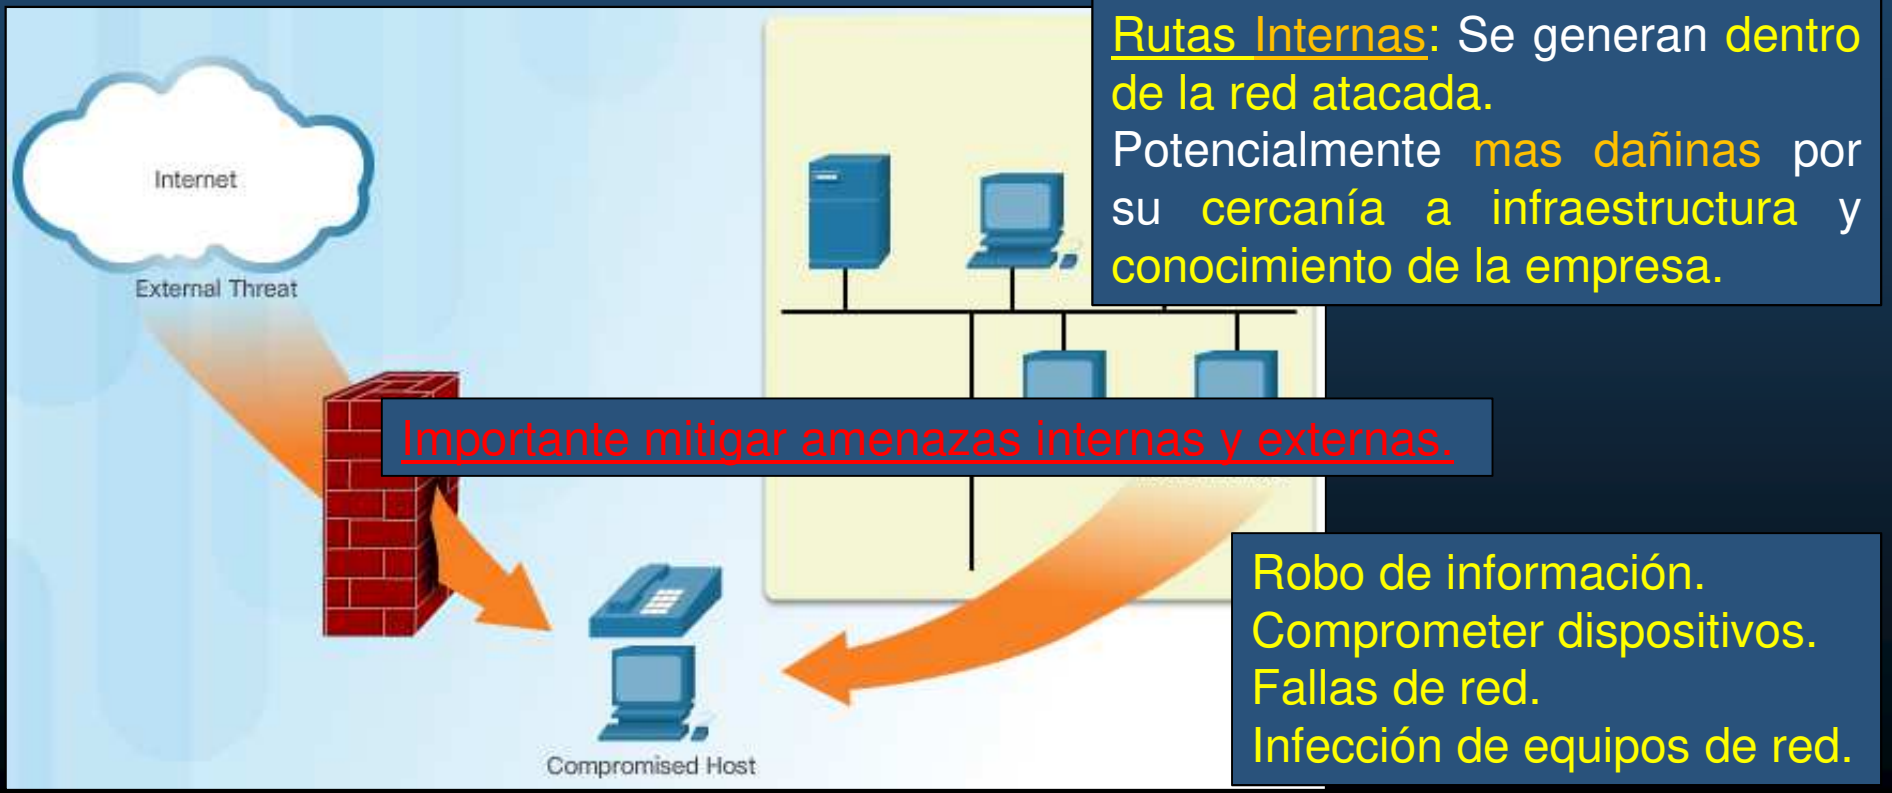 Rutas Internas: Se generan dentro
de la red atacada.
Potencialmente mas dañinas por
su cercanía a infraestructura y
conocimiento de la empresa.
Internet
External Threat
Importante mitigar amenazas internas y externas.
Robo de información.
Comprometer dispositivos.
Fallas de red.
Infección de equipos de red.
Compromised Host